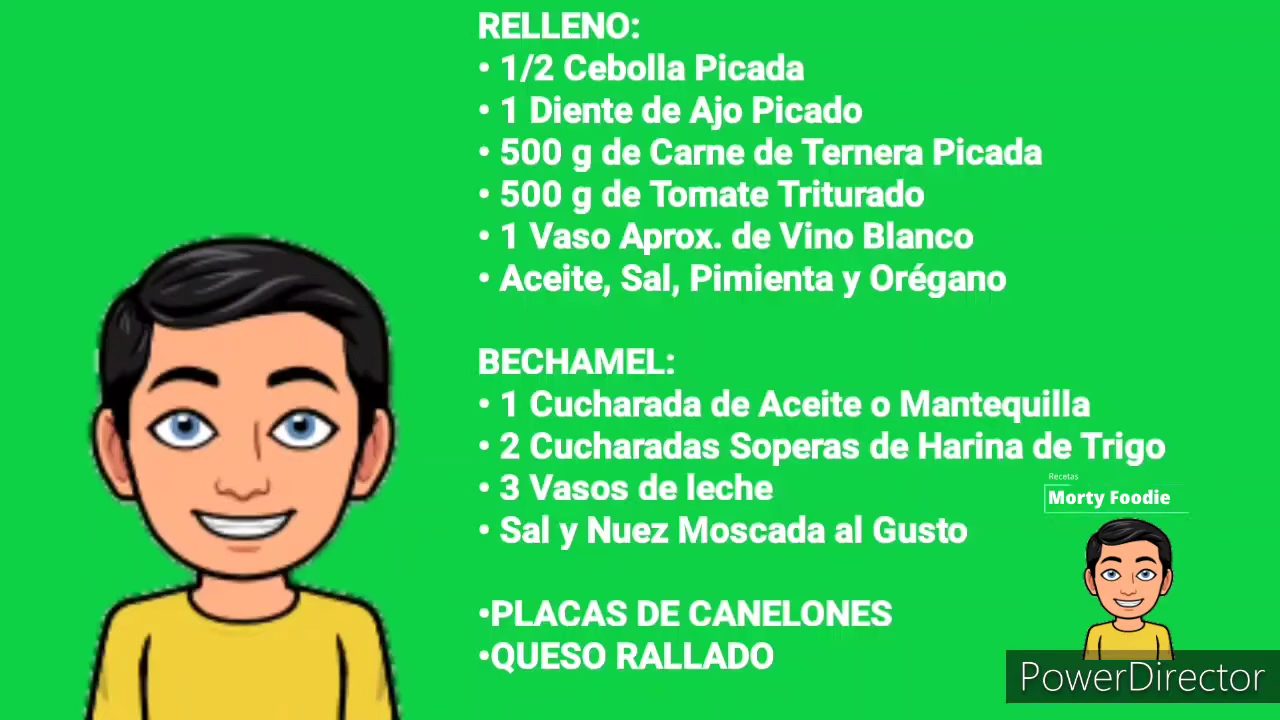 RELLENO:
• 1/2 Cebolla Picada
• 1 Diente de Ajo Picado
• 500 g de Carne de Ternera Picada
• 500 g de Tomate Triturado
• 1 Vaso Aprox. de Vino Blanco
• Aceite, Sal, Pimienta y Orégano
BECHAMEL:
• 1 Cucharada de Aceite o Mantequilla
• 2 Cucharadas Soperas de Harina de Trigo
• 3 Vasos de leche
• Sal y Nuez Moscada al Gusto
•PLACAS DE CANELONES
•QUESO RALLADO
Recetas
Morty Foodie
PowerDirector